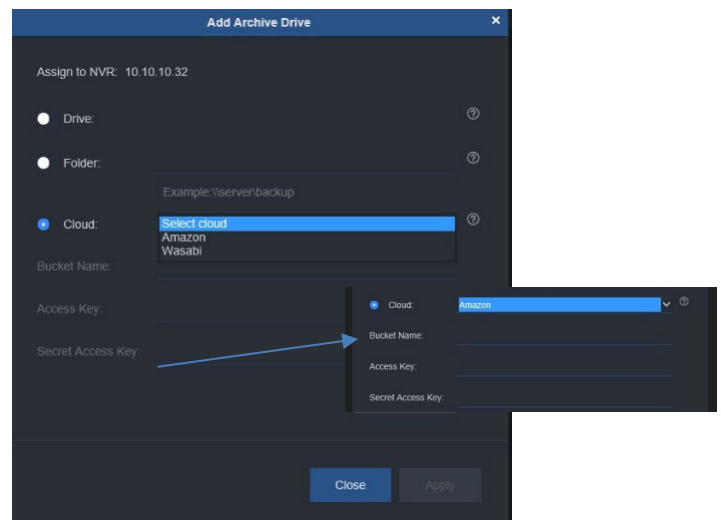 Add Archive Drive ×
Assign to NVR: 10.10.10.32
Drive:
Folder:
Example:\\server\backup
Cloud: Select cloud
Amazon
Wasabi
Bucket Name:
Access Key:
Secret Access Key:
Cloud: Amazon
Bucket Name:
Access Key:
Secret Access Key:
Close Apply